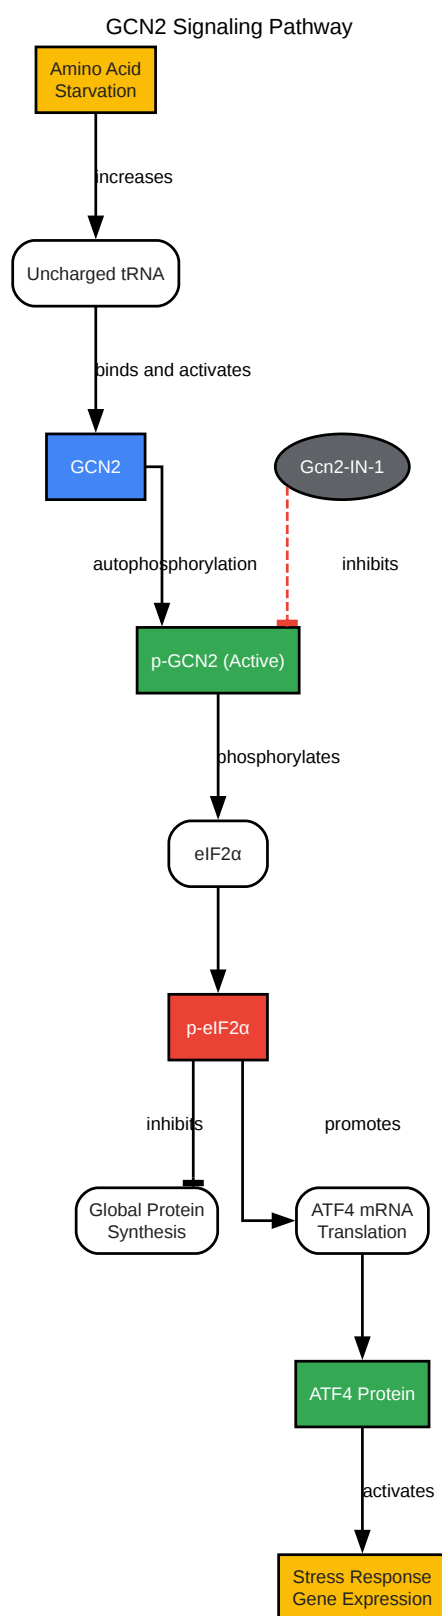 GCN2 Signaling Pathway
Amino Acid
Starvation
increases
Uncharged tRNA
binds and activates
GCN2
Gcn2-IN-1
autophosphorylation
inhibits
p-GCN2 (Active)
phosphorylates
eIF2α
p-eIF2α
inhibits
promotes
Global Protein
Synthesis
ATF4 mRNA
Translation
ATF4 Protein
activates
Stress Response
Gene Expression